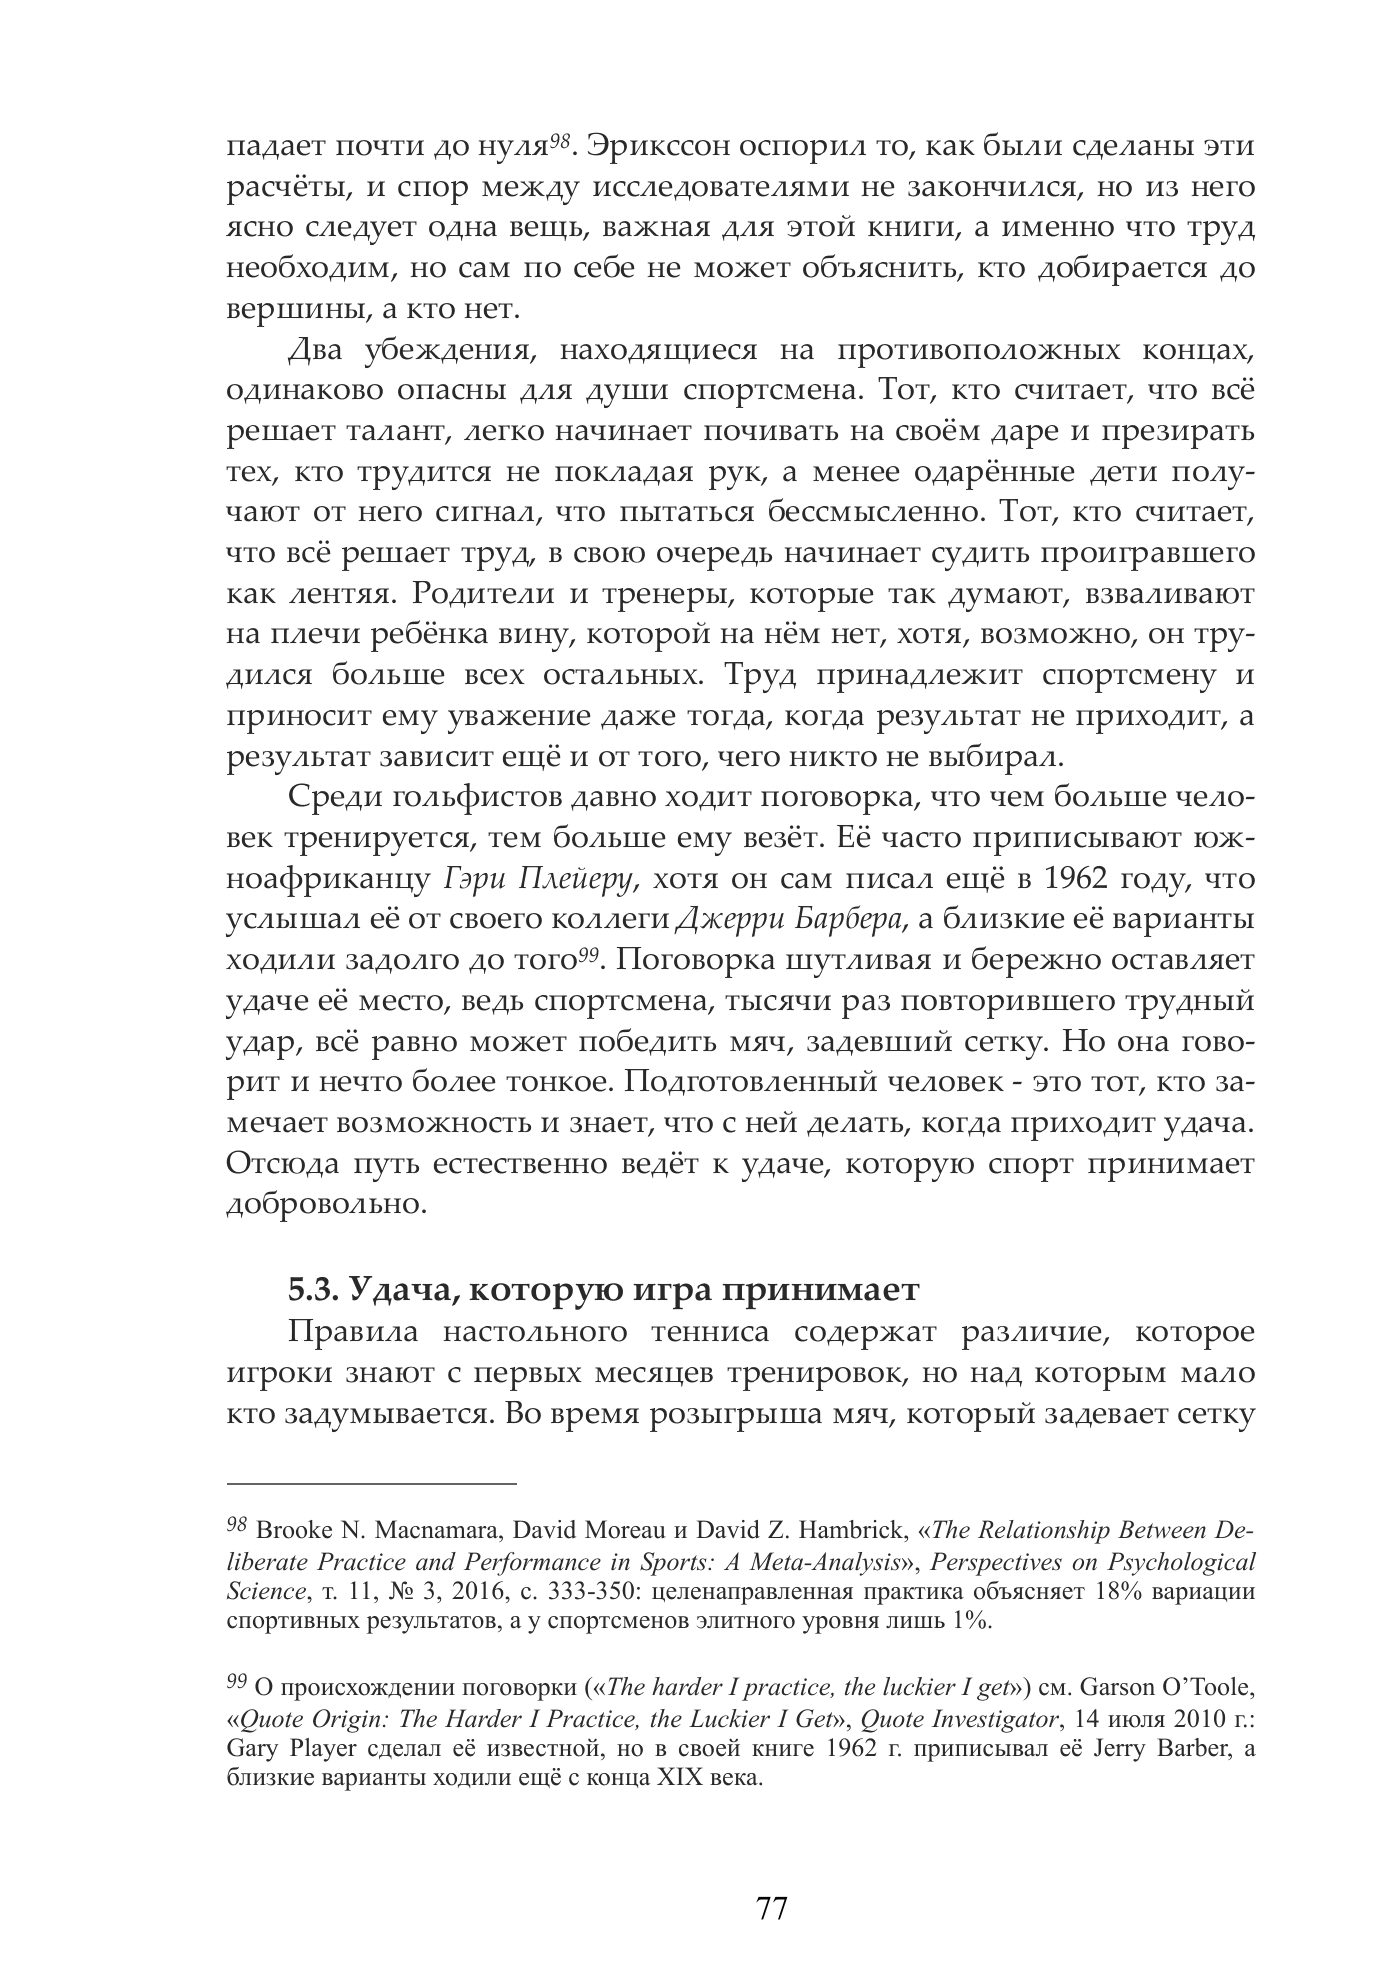 падает почти до нуля98. Эрикссон оспорил то, как были сделаны эти
расчёты, и спор между исследователями не закончился, но из него
ясно следует одна вещь, важная для этой книги, а именно что труд
необходим, но сам по себе не может объяснить, кто добирается до
вершины, а кто нет.
Два убеждения, находящиеся на противоположных концах,
одинаково опасны для души спортсмена. Тот, кто считает, что всё
решает талант, легко начинает почивать на своём даре и презирать
тех, кто трудится не покладая рук, а менее одарённые дети полу-
чают от него сигнал, что пытаться бессмысленно. Тот, кто считает,
что всё решает труд, в свою очередь начинает судить проигравшего
как лентяя. Родители и тренеры, которые так думают, взваливают
на плечи ребёнка вину, которой на нём нет, хотя, возможно, он тру-
дился больше всех остальных. Труд принадлежит спортсмену и
приносит ему уважение даже тогда, когда результат не приходит, а
результат зависит ещё и от того, чего никто не выбирал.
Среди гольфистов давно ходит поговорка, что чем больше чело-
век тренируется, тем больше ему везёт. Её часто приписывают юж-
ноафриканцу Гэри Плейеру, хотя он сам писал ещё в 1962 году, что
услышал её от своего коллеги Джерри Барбера, а близкие её варианты
ходили задолго до того99. Поговорка шутливая и бережно оставляет
удаче её место, ведь спортсмена, тысячи раз повторившего трудный
удар, всё равно может победить мяч, задевший сетку. Но она гово-
рит и нечто более тонкое. Подготовленный человек - это тот, кто за-
мечает возможность и знает, что с ней делать, когда приходит удача.
Отсюда путь естественно ведёт к удаче, которую спорт принимает
добровольно.
5.3. Удача, которую игра принимает
Правила настольного тенниса содержат различие, которое
игроки знают с первых месяцев тренировок, но над которым мало
кто задумывается. Во время розыгрыша мяч, который задевает сетку
98 Brooke N. Macnamara, David Moreau и David Z. Hambrick, «The Relationship Between De-
liberate Practice and Performance in Sports: A Meta-Analysis», Perspectives on Psychological
Science, т. 11, № 3, 2016, с. 333-350: целенаправленная практика объясняет 18% вариации
спортивных результатов, а у спортсменов элитного уровня лишь 1%.
99 О происхождении поговорки («The harder I practice, the luckier I get») см. Garson O’Toole,
«Quote Origin: The Harder I Practice, the Luckier I Get», Quote Investigator, 14 июля 2010 г.:
Gary Player сделал её известной, но в своей книге 1962 г. приписывал её Jerry Barber, а
близкие варианты ходили ещё с конца XIX века.
77